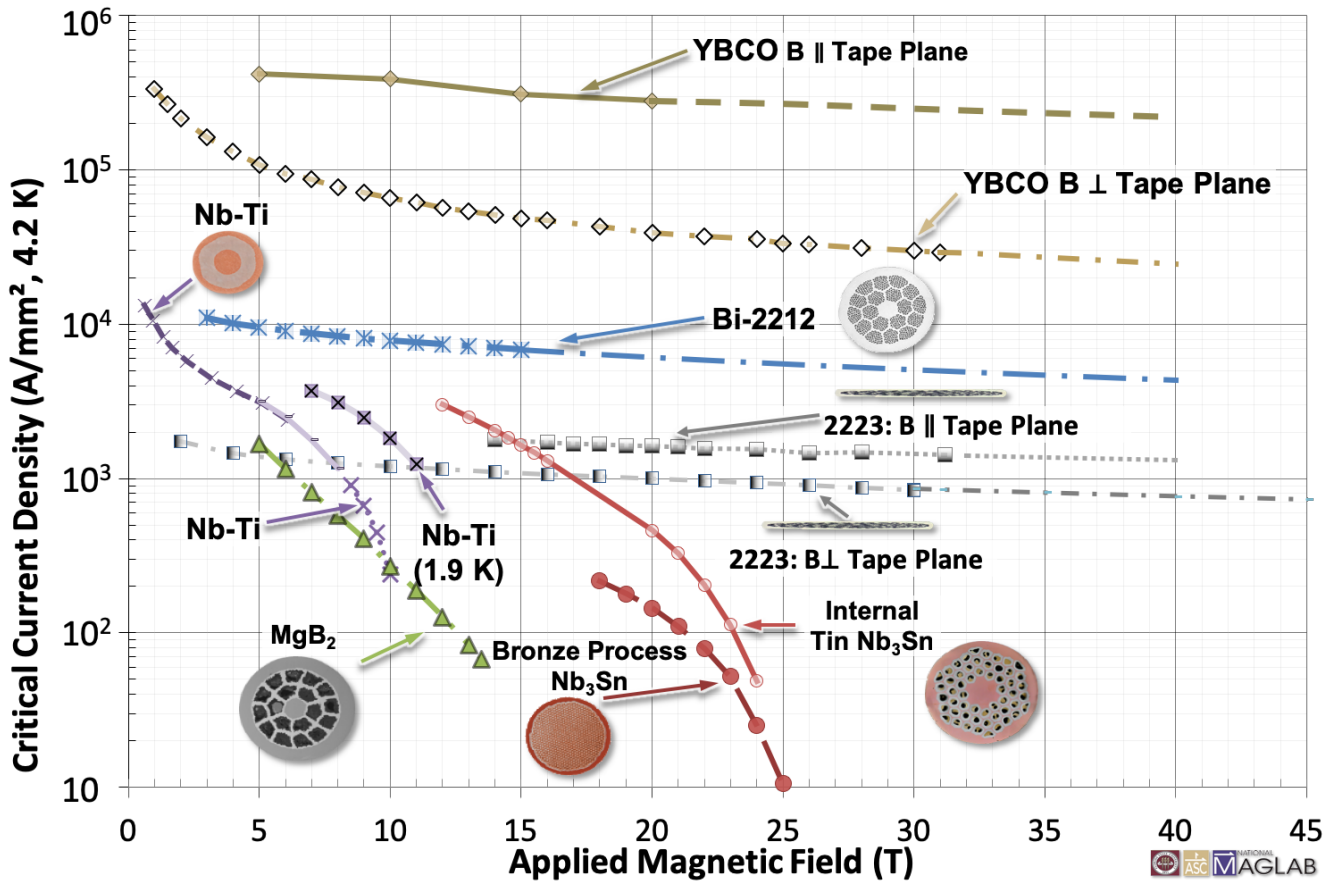 10⁶
10⁵
10⁴
10³
10²
10
Critical Current Density (A/mm², 4.2 K)
YBCO B ∥ Tape Plane
YBCO B ⊥ Tape Plane
Nb-Ti
Bi-2212
2223: B ∥ Tape Plane
Nb-Ti
Nb-Ti
(1.9 K)
2223: B⊥ Tape Plane
MgB₂
Bronze Process
Nb₃Sn
Internal
Tin Nb₃Sn
0 5 10 15 20 25 30 35 40 45
Applied Magnetic Field (T)
ASC
NATIONAL
MAGLAB